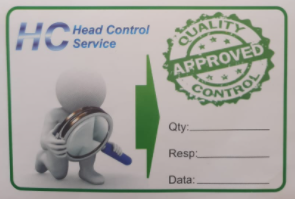 HC Head Control
Service
QUALITY
APPROVED
CONTROL
Qty:
Resp:
Data: